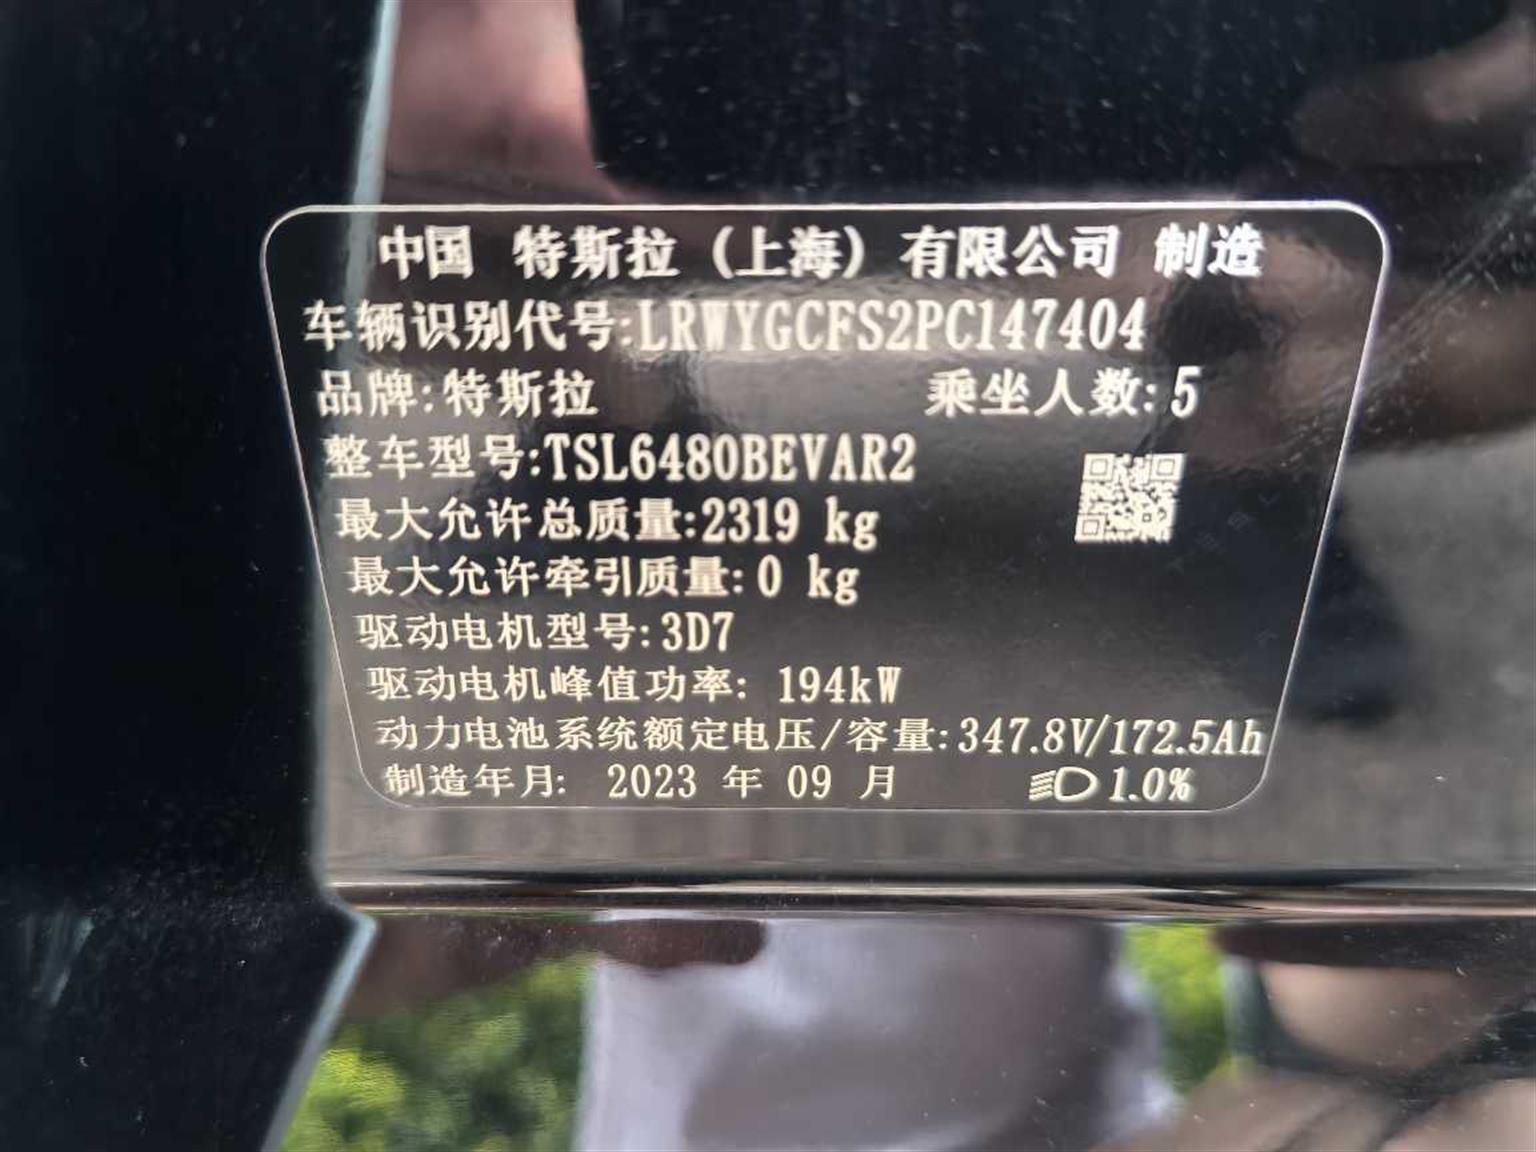 中国 特斯拉(上海)有限公司 制造
车辆识别代号:LRWYGCFS2PC147404
品牌:特斯拉 乘坐人数:5
整车型号:TSL6480BEVAR2
最大允许总质量:2319 kg
最大允许牵引质量:0 kg
驱动电机型号:3D7
驱动电机峰值功率: 194kW
动力电池系统额定电压/容量:347.8V/172.5Ah
制造年月: 2023 年 09 月 1.0%